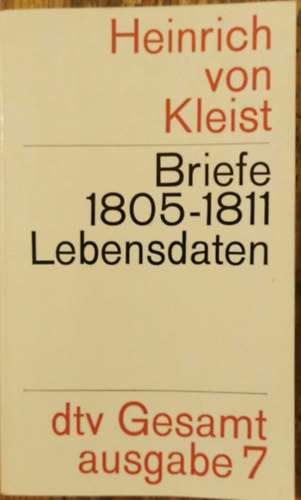 Heinrich
von
Kleist
Briefe
1805-1811
Lebensdaten
dtv Gesamt
ausgabe 7